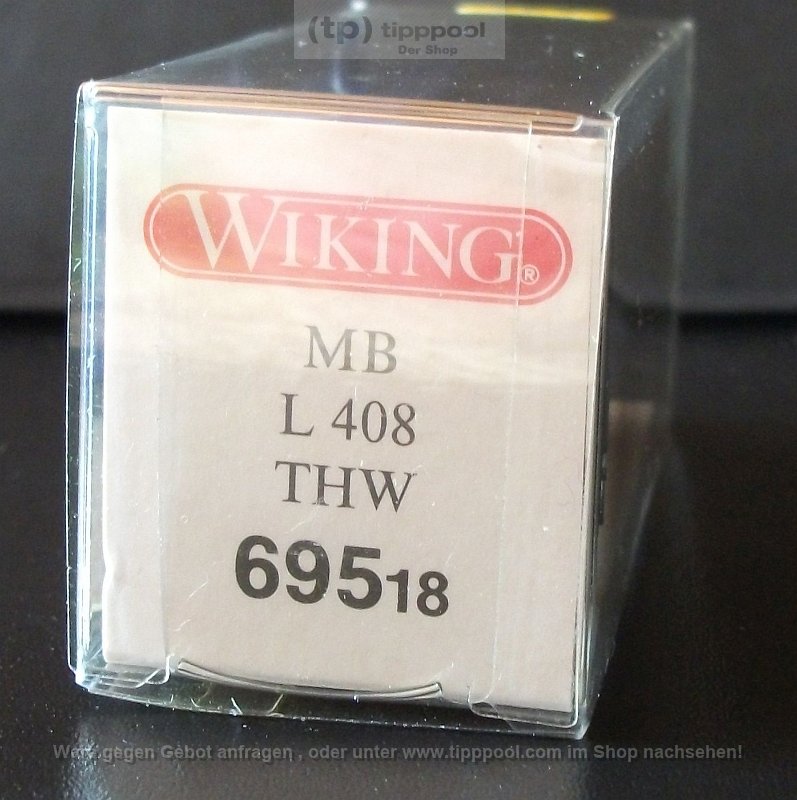 (tp) tipppool
Der Shop
WIKING®
MB
L 408
THW
69518
Ware gegen Gebot anfragen , oder unter www.tipppool.com im Shop nachsehen!